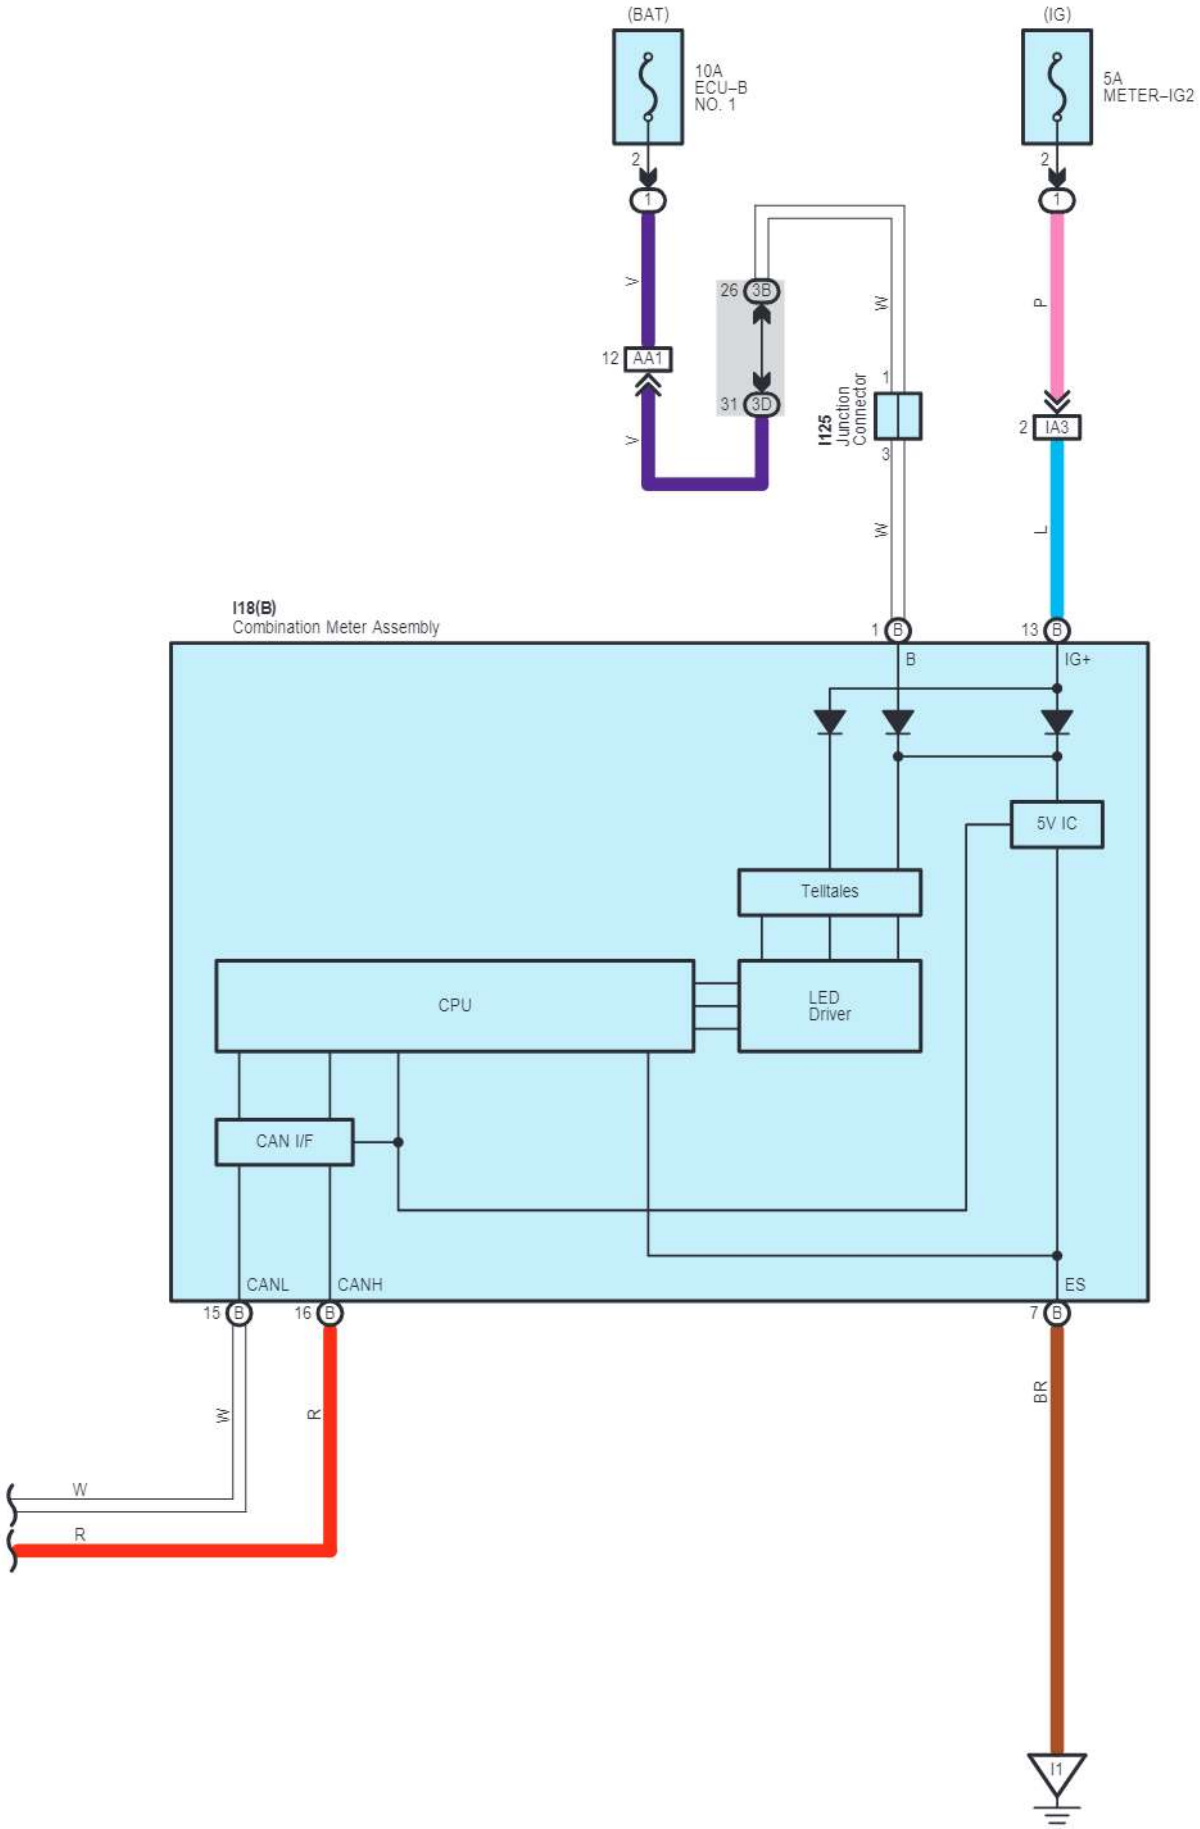 (BAT)
(IG)
10A
ECU–B
NO. 1
5A
METER–IG2
2
2
1
1
V
26 3B
W
P
12 AA1
1
31 3D
I125
Junction
Connector
2 IA3
V
3
W
L
I18(B)
Combination Meter Assembly
1 B
13 B
B
IG+
5V IC
Telltales
CPU
LED
Driver
CAN I/F
CANL
CANH
ES
15 B
16 B
7 B
W
R
BR
W
R
I1